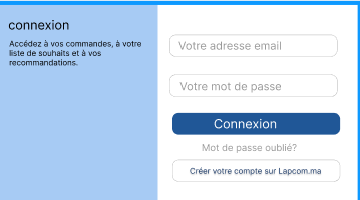 connexion
Accédez à vos commandes, à votre
liste de souhaits et à vos
recommandations.
Votre adresse email
Votre mot de passe
Connexion
Mot de passe oublié?
Créer votre compte sur Lapcom.ma